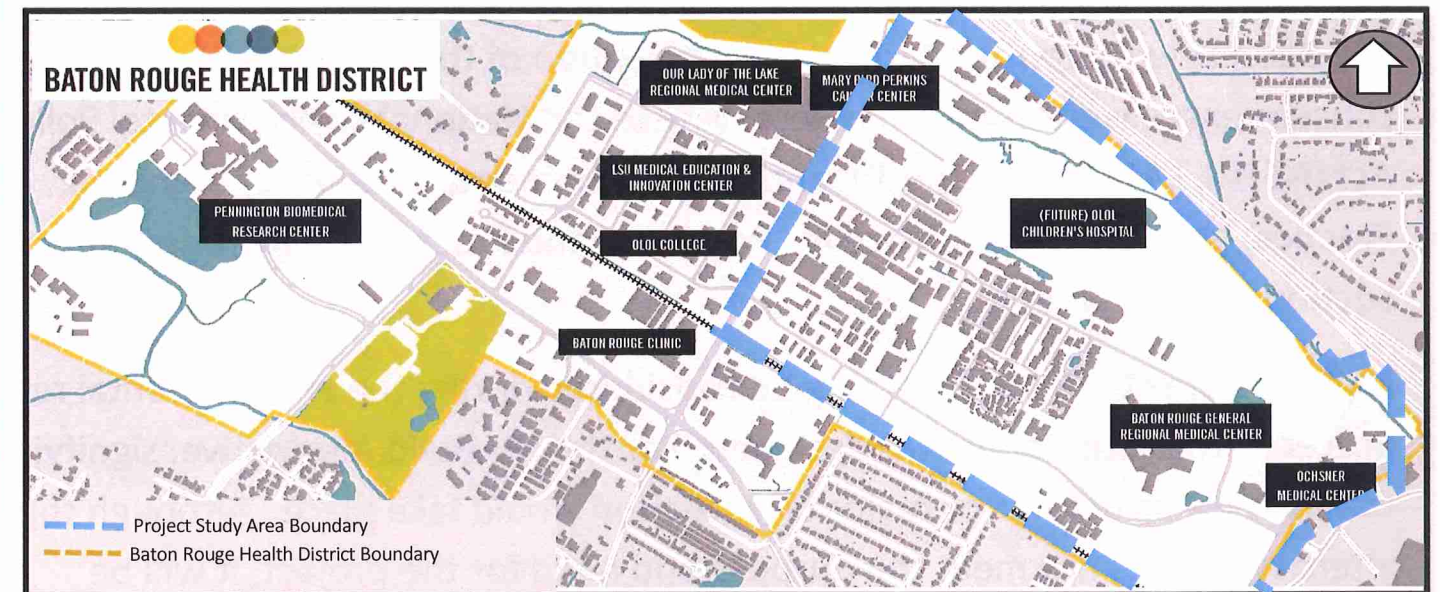 BATON ROUGE HEALTH DISTRICT
OUR LADY OF THE LAKE
REGIONAL MEDICAL CENTER
MARY BIRD PERKINS
CANCER CENTER
LSU MEDICAL EDUCATION &
INNOVATION CENTER
PENNINGTON BIOMEDICAL
RESEARCH CENTER
(FUTURE) OLOL
CHILDREN'S HOSPITAL
OLOL COLLEGE
BATON ROUGE CLINIC
BATON ROUGE GENERAL
REGIONAL MEDICAL CENTER
OCHSNER
MEDICAL CENTER
Project Study Area Boundary
Baton Rouge Health District Boundary